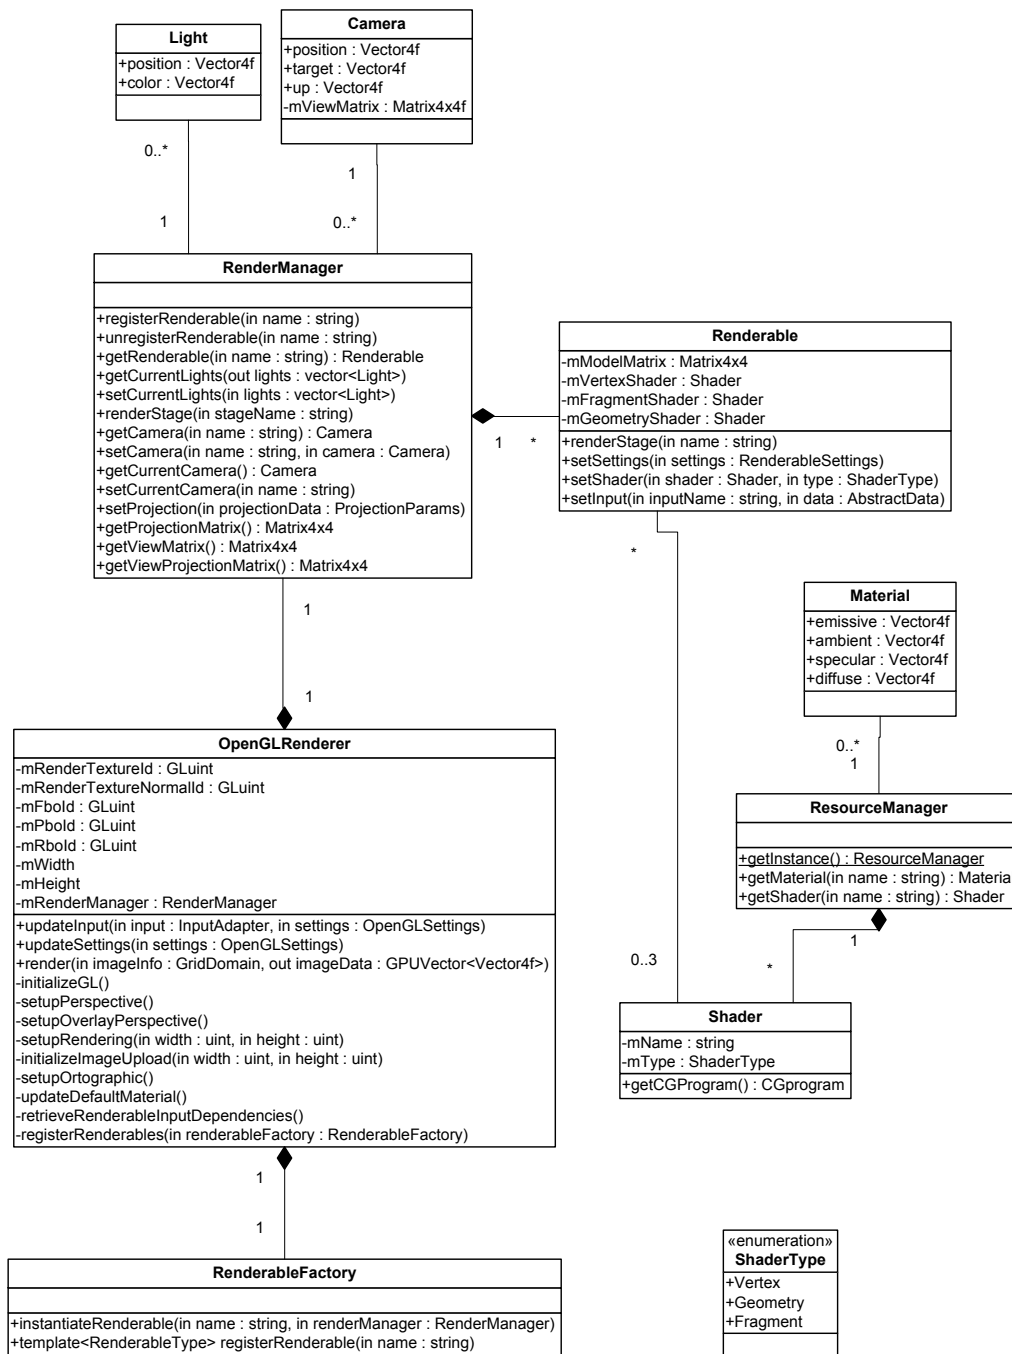 Light
+position : Vector4f
+color : Vector4f
Camera
+position : Vector4f
+target : Vector4f
+up : Vector4f
-mViewMatrix : Matrix4x4f
0..*
1
1
0..*
RenderManager
+registerRenderable(in name : string)
+unregisterRenderable(in name : string)
+getRenderable(in name : string) : Renderable
+getCurrentLights(out lights : vector<Light>)
+setCurrentLights(in lights : vector<Light>)
+renderStage(in stageName : string)
+getCamera(in name : string) : Camera
+setCamera(in name : string, in camera : Camera)
+getCurrentCamera() : Camera
+setCurrentCamera(in name : string)
+setProjection(in projectionData : ProjectionParams)
+getProjectionMatrix() : Matrix4x4
+getViewMatrix() : Matrix4x4
+getViewProjectionMatrix() : Matrix4x4
1
*
Renderable
-mModelMatrix : Matrix4x4
-mVertexShader : Shader
-mFragmentShader : Shader
-mGeometryShader : Shader
+renderStage(in name : string)
+setSettings(in settings : RenderableSettings)
+setShader(in shader : Shader, in type : ShaderType)
+setInput(in inputName : string, in data : AbstractData)
*
0..3
1
1
Material
+emissive : Vector4f
+ambient : Vector4f
+specular : Vector4f
+diffuse : Vector4f
0..*
1
ResourceManager
+getInstance() : ResourceManager
+getMaterial(in name : string) : Materia
+getShader(in name : string) : Shader
1
*
OpenGLRenderer
-mRenderTextureId : GLuint
-mRenderTextureNormalId : GLuint
-mFboId : GLuint
-mPboId : GLuint
-mRboId : GLuint
-mWidth
-mHeight
-mRenderManager : RenderManager
+updateInput(in input : InputAdapter, in settings : OpenGLSettings)
+updateSettings(in settings : OpenGLSettings)
+render(in imageInfo : GridDomain, out imageData : GPUVector<Vector4f>)
-initializeGL()
-setupPerspective()
-setupOverlayPerspective()
-setupRendering(in width : uint, in height : uint)
-initializeImageUpload(in width : uint, in height : uint)
-setupOrtographic()
-updateDefaultMaterial()
-retrieveRenderableInputDependencies()
-registerRenderables(in renderableFactory : RenderableFactory)
Shader
-mName : string
-mType : ShaderType
+getCGProgram() : CGprogram
1
1
RenderableFactory
+instantiateRenderable(in name : string, in renderManager : RenderManager)
+template<RenderableType> registerRenderable(in name : string)
«enumeration»
ShaderType
+Vertex
+Geometry
+Fragment